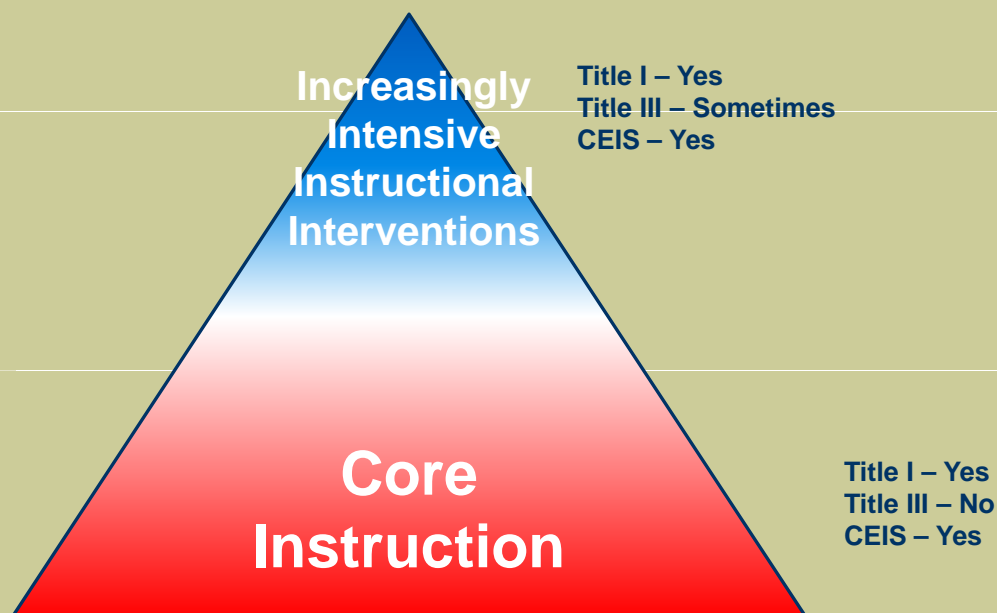 Increasingly
Intensive
Instructional
Interventions
Title I – Yes
Title III – Sometimes
CEIS – Yes
Core
Instruction
Title I – Yes
Title III – No
CEIS – Yes